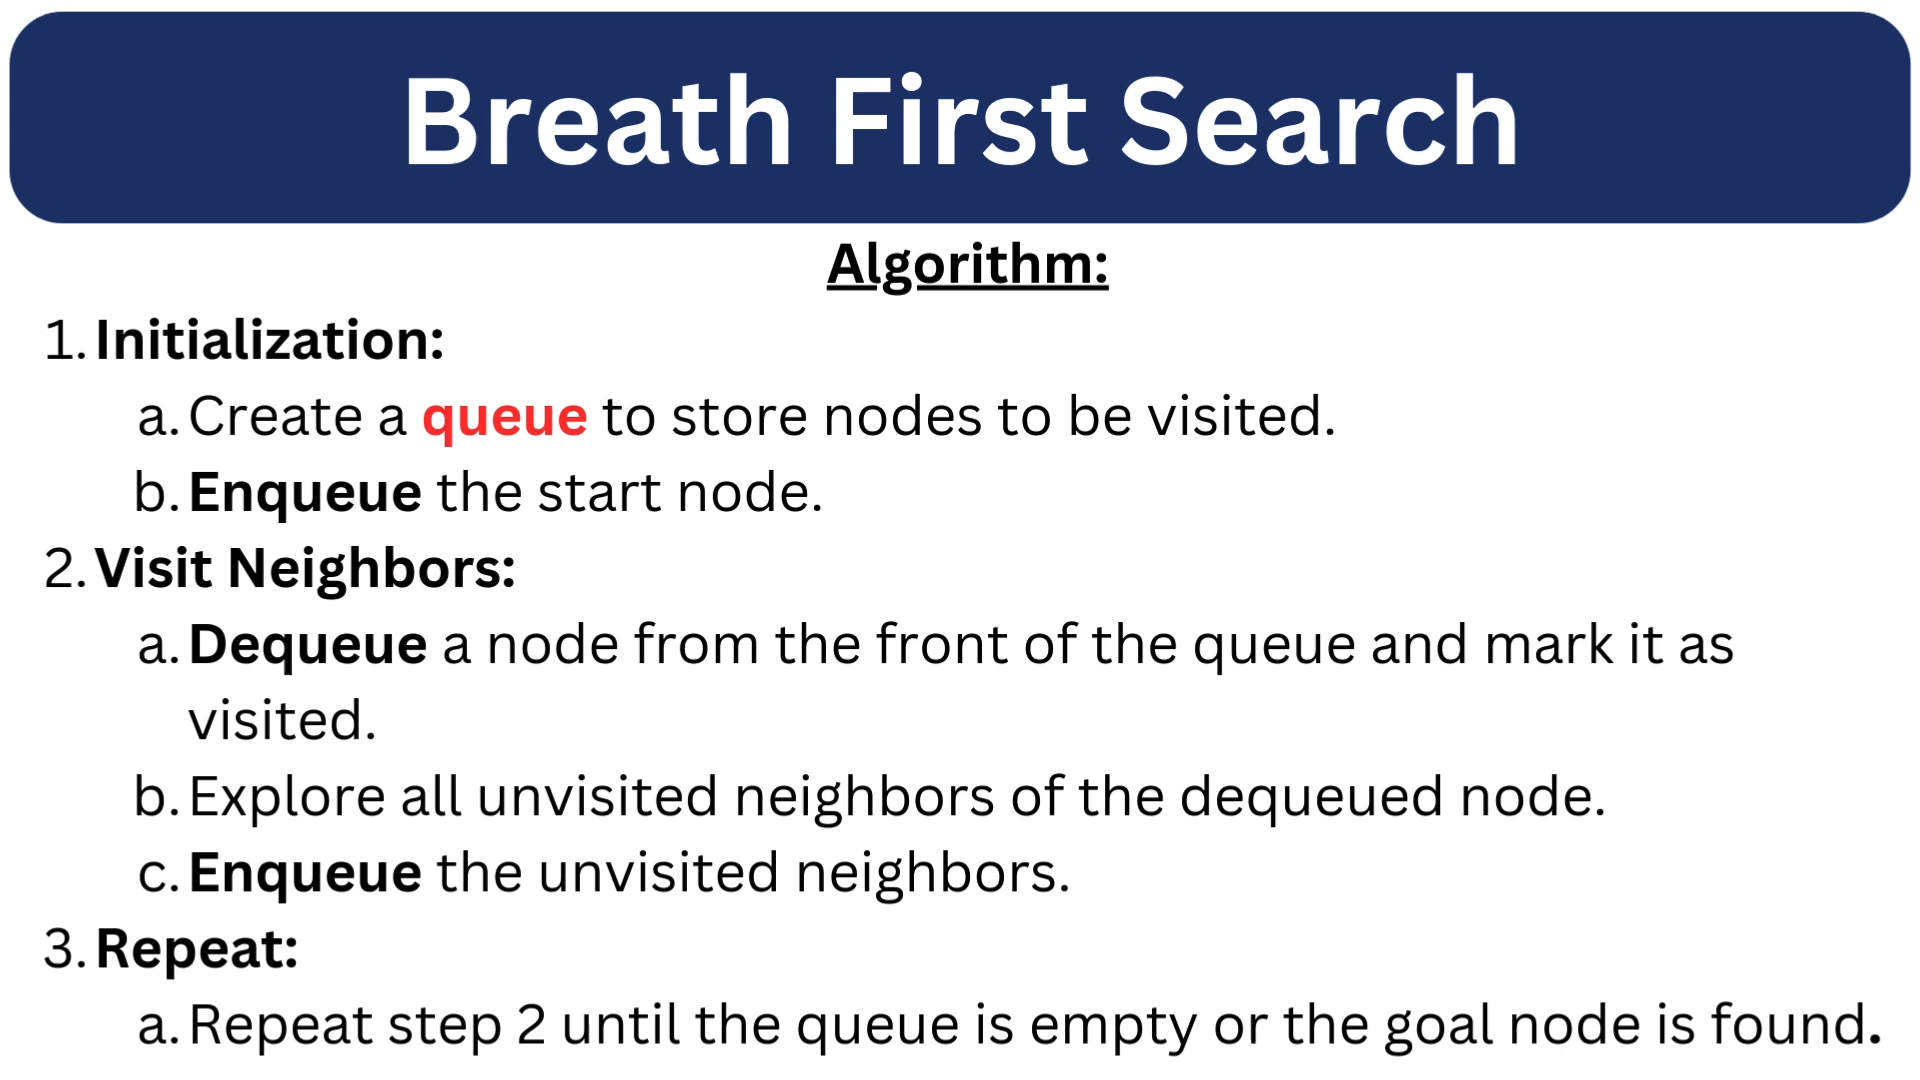 Breath First Search
Algorithm:
1. Initialization:
a. Create a queue to store nodes to be visited.
b. Enqueue the start node.
2. Visit Neighbors:
a. Dequeue a node from the front of the queue and mark it as
visited.
b. Explore all unvisited neighbors of the dequeued node.
c. Enqueue the unvisited neighbors.
3. Repeat:
a. Repeat step 2 until the queue is empty or the goal node is found.